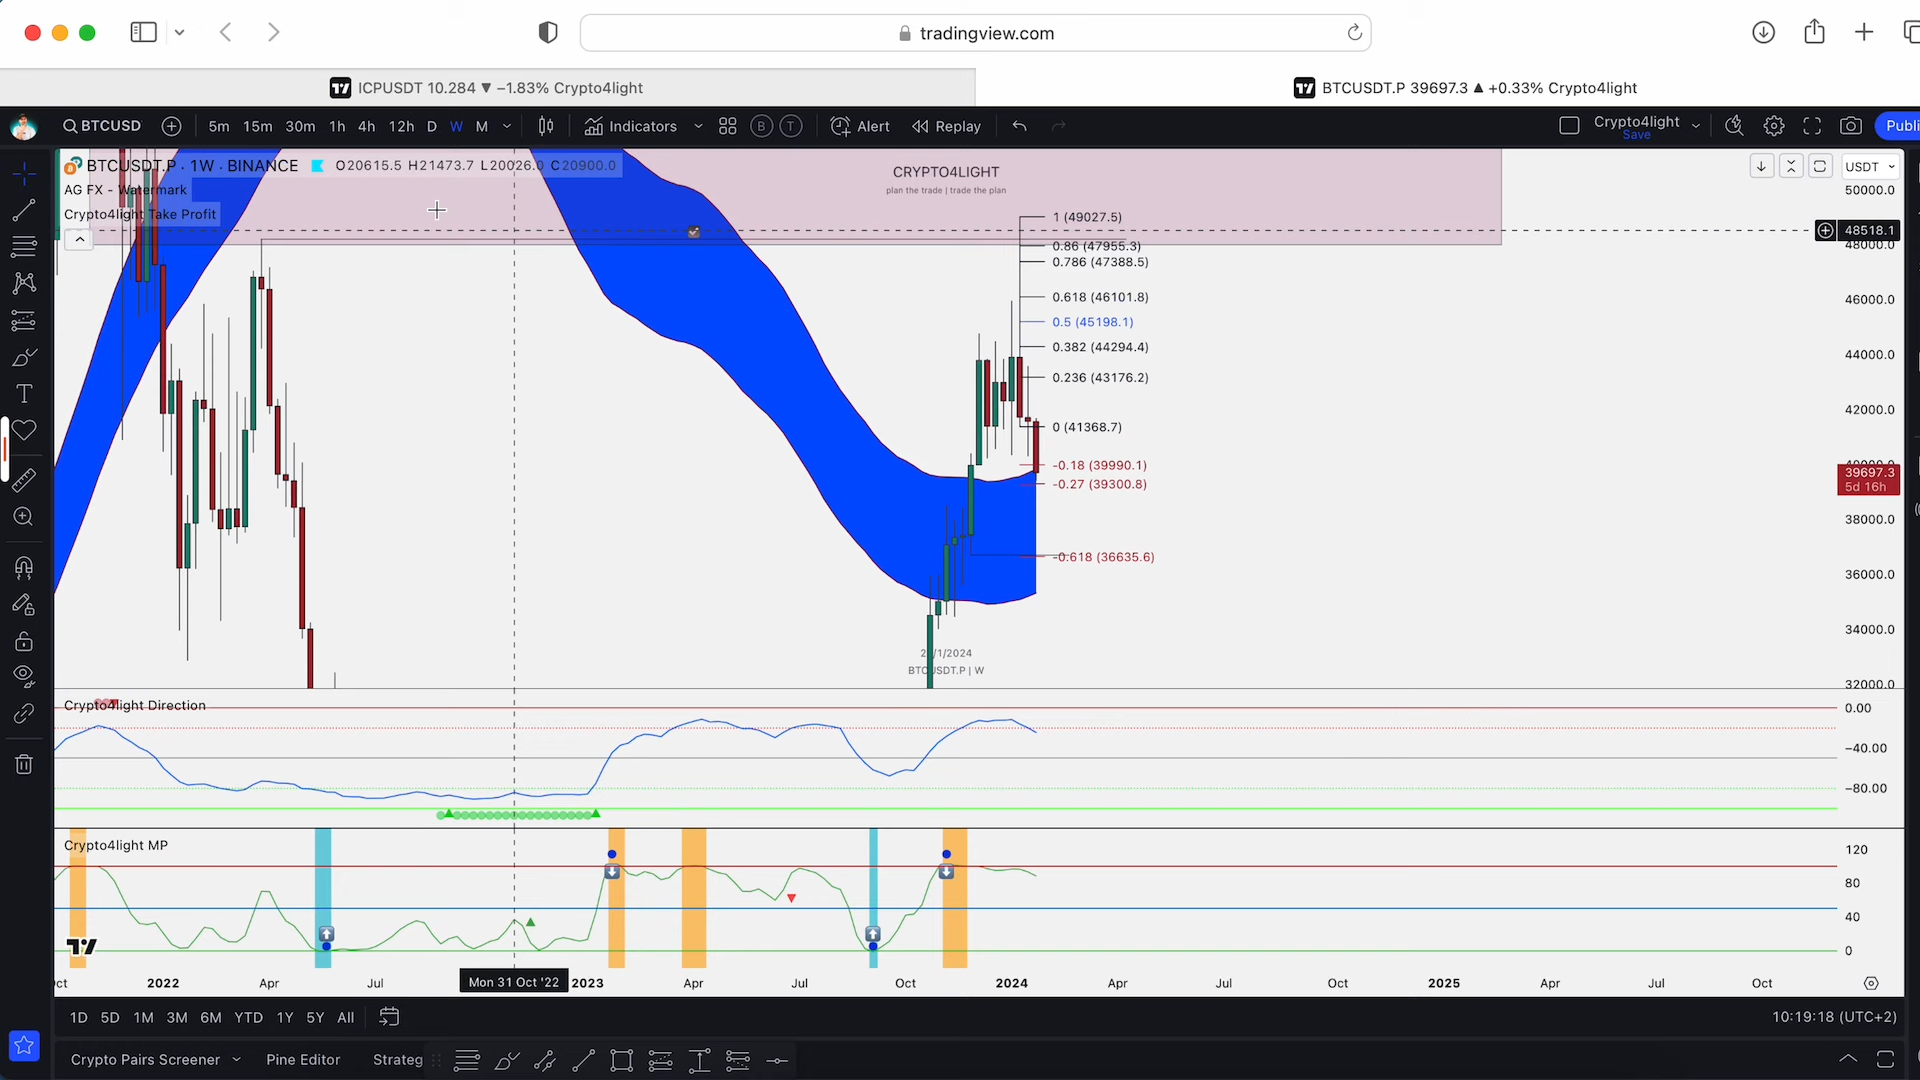 tradingview.com
ICPUSDT 10.284 ▼ −1.83% Crypto4light
BTCUSDT.P 39697.3 ▲ +0.33% Crypto4light
BTCUSD 5m 15m 30m 1h 4h 12h D W M Indicators B T Alert Replay Crypto4light Save Publi
BTCUSDT.P · 1W · BINANCE O20615.5 H21473.7 L20026.0 C20900.0
AG FX - Watermark
Crypto4light Take Profit
CRYPTO4LIGHT
plan the trade | trade the plan
1 (49027.5)
0.86 (47955.3)
0.786 (47388.5)
0.618 (46101.8)
0.5 (45198.1)
0.382 (44294.4)
0.236 (43176.2)
0 (41368.7)
-0.18 (39990.1)
-0.27 (39300.8)
-0.618 (36635.6)
/1/2024
BTCUSDT.P | W
USDT
50000.0
48518.1
48000.0
46000.0
44000.0
42000.0
40000.0
39697.3
5d 16h
38000.0
36000.0
34000.0
32000.0
Crypto4light Direction
0.00
−40.00
−80.00
Crypto4light MP
120
80
40
0
2022 Apr Jul Mon 31 Oct '22 2023 Apr Jul Oct 2024 Apr Jul Oct 2025 Apr Jul Oct
1D 5D 1M 3M 6M YTD 1Y 5Y All
10:19:18 (UTC+2)
Crypto Pairs Screener Pine Editor Strateg